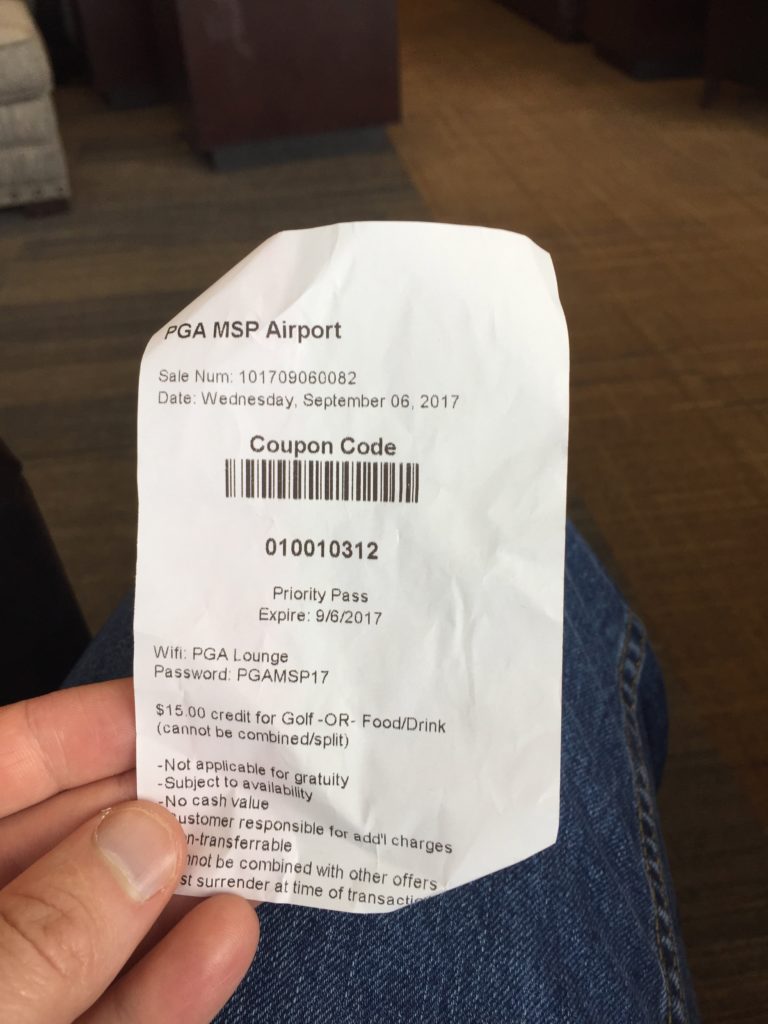 PGA MSP Airport
Sale Num: 101709060082
Date: Wednesday, September 06, 2017
Coupon Code
010010312
Priority Pass
Expire: 9/6/2017
Wifi: PGA Lounge
Password: PGAMSP17
$15.00 credit for Golf -OR- Food/Drink
(cannot be combined/split)
-Not applicable for gratuity
-Subject to availability
-No cash value
responsible for add'l charges
be combined with other offers
surrender at time of